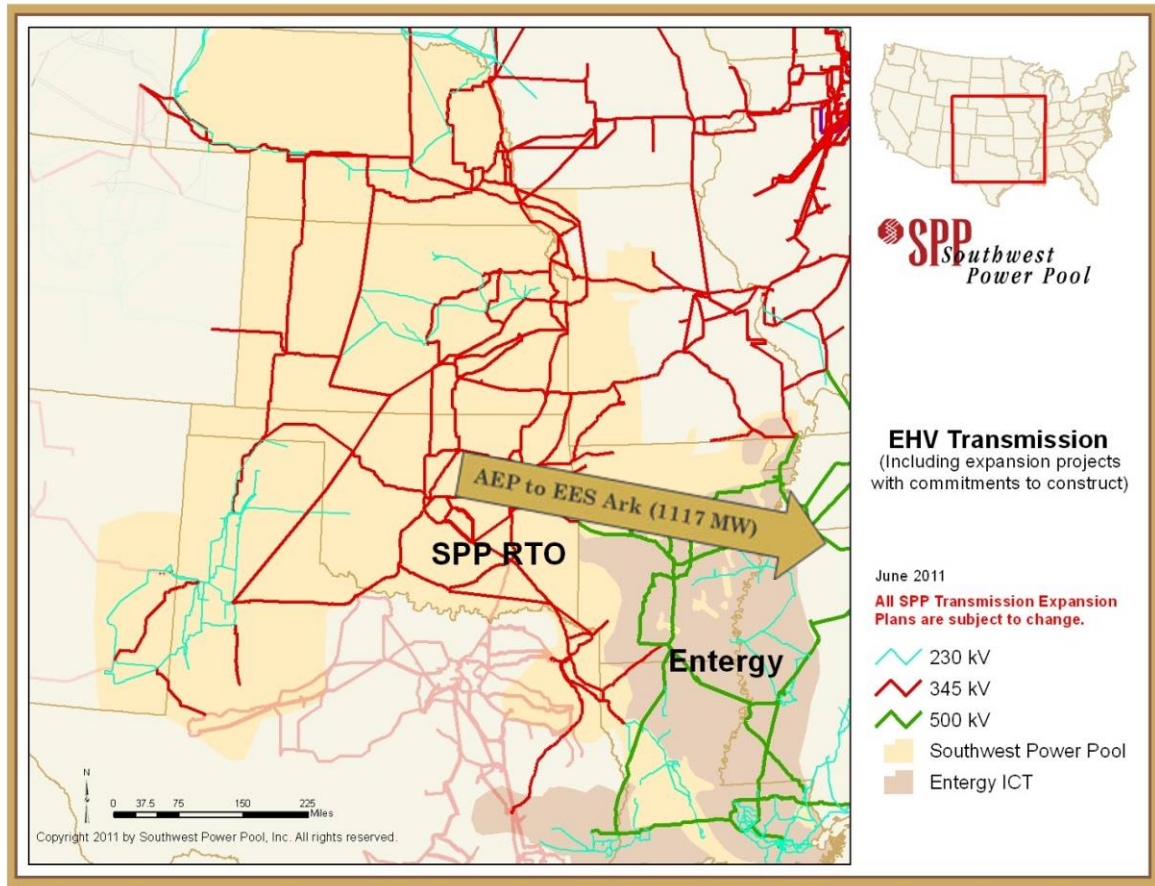 AEP to EES Ark (1117 MW)
SPP RTO
Entergy
N
0 37.5 75 150 225
Miles
Copyright 2011 by Southwest Power Pool, Inc. All rights reserved.
SPP Southwest
Power Pool
EHV Transmission
(Including expansion projects
with commitments to construct)
June 2011
All SPP Transmission Expansion
Plans are subject to change.
230 kV
345 kV
500 kV
Southwest Power Pool
Entergy ICT